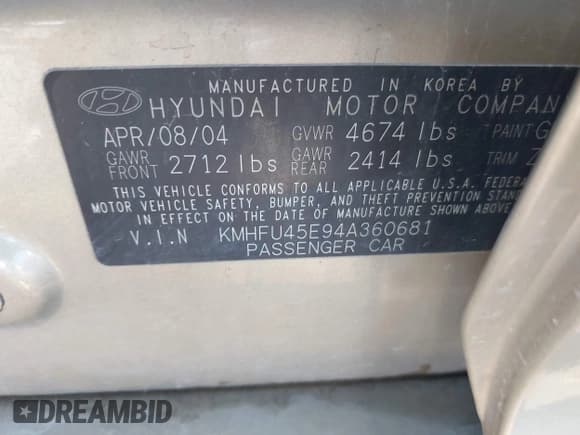 MANUFACTURED IN KOREA BY
HYUNDAI MOTOR COMPAN
APR/08/04 GVWR 4674 lbs PAINT G
GAWR FRONT 2712 lbs GAWR REAR 2414 lbs TRIM Z
THIS VEHICLE CONFORMS TO ALL APPLICABLE U.S.A. FEDERA
MOTOR VEHICLE SAFETY, BUMPER, AND THEFT PREVENTION STAN
IN EFFECT ON THE DATE OF MANUFACTURE SHOWN ABOVE
V.I.N KMHFU45E94A360681
PASSENGER CAR
DREAMBID